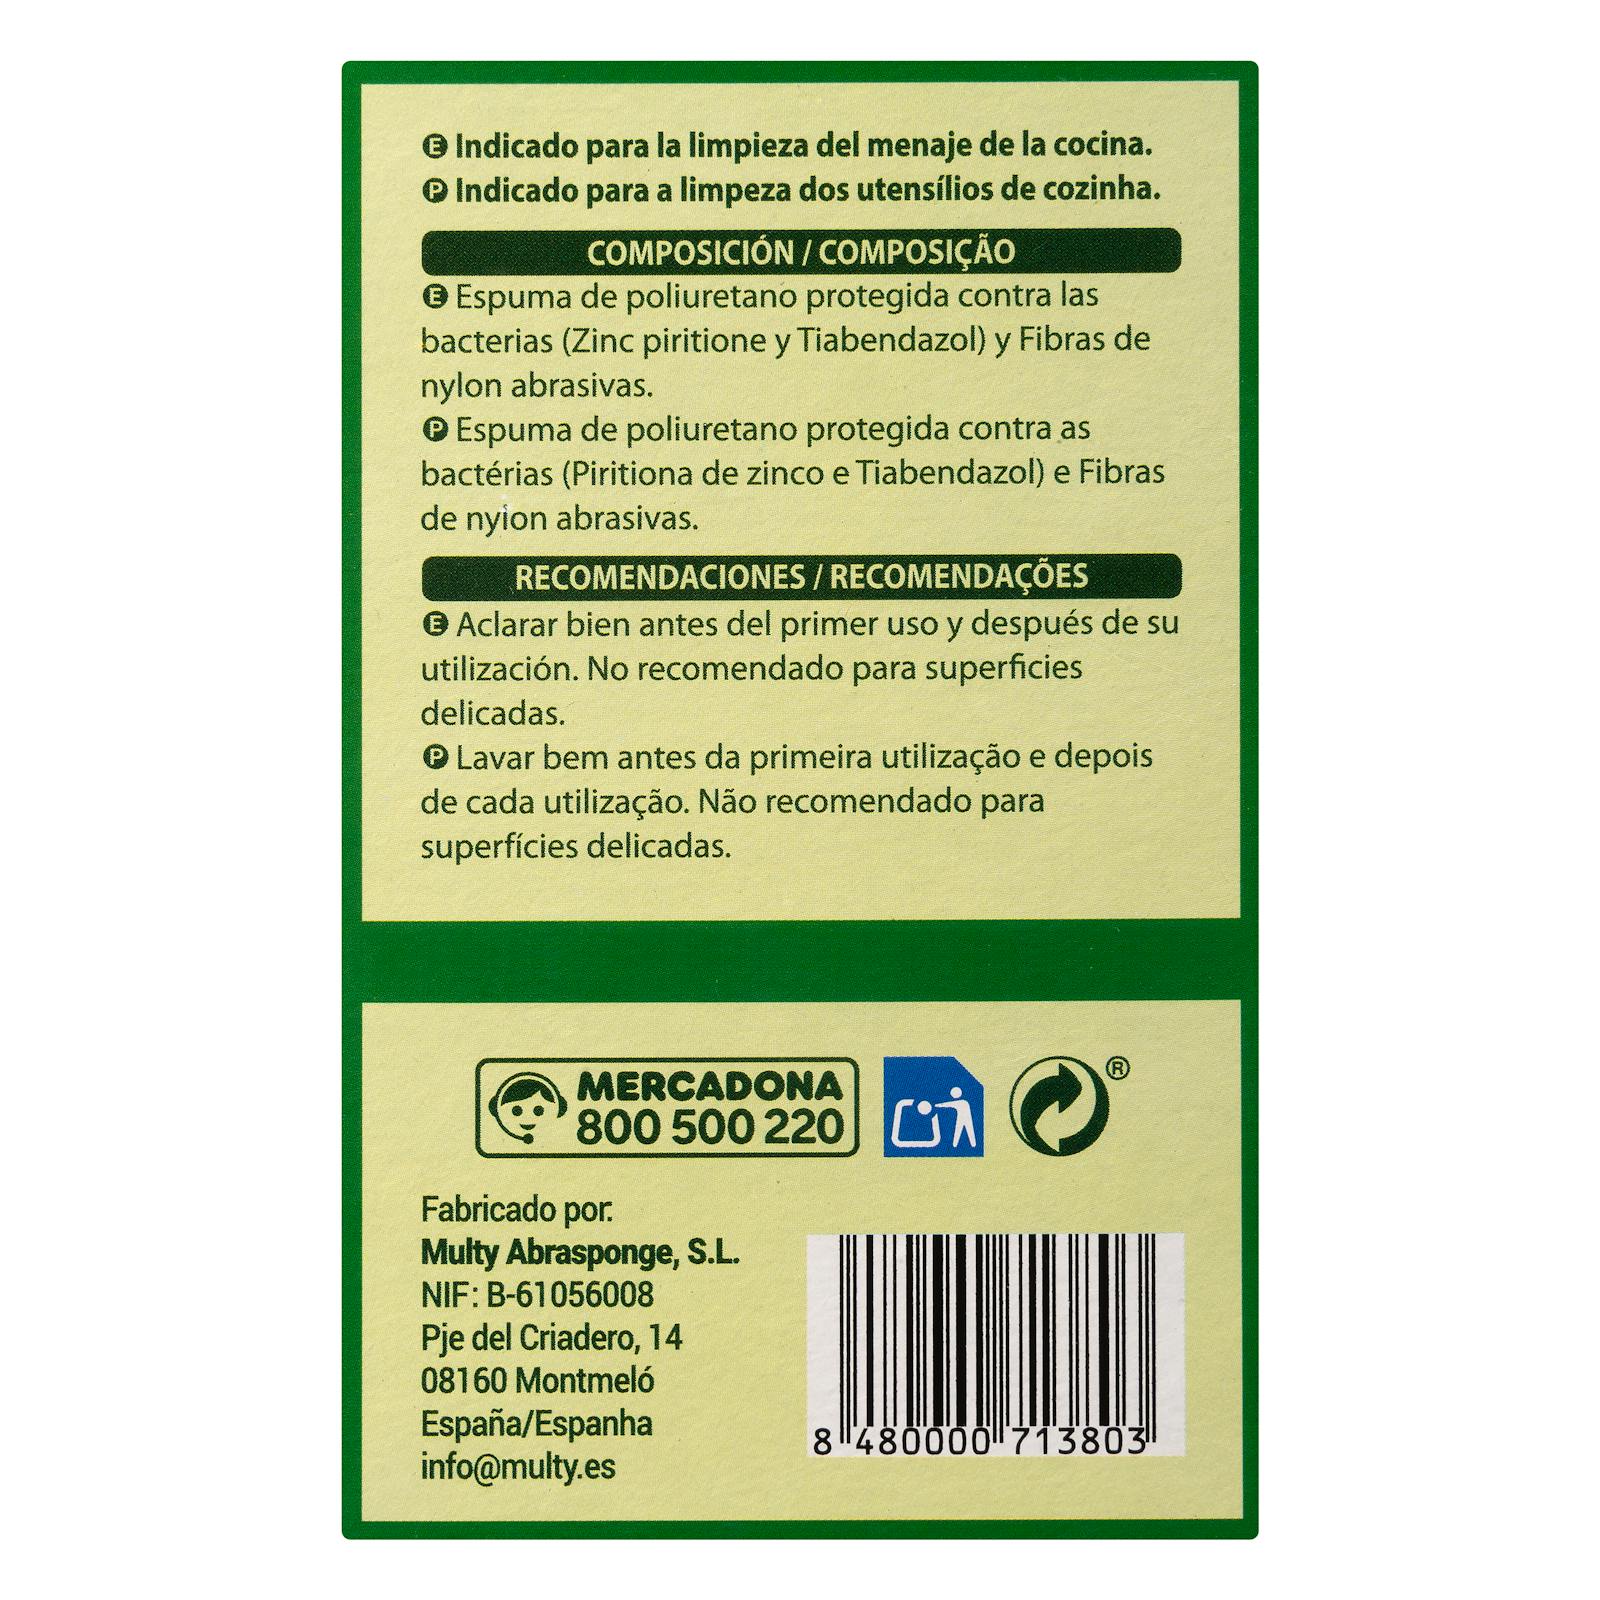 E Indicado para la limpieza del menaje de la cocina.
P Indicado para a limpeza dos utensílios de cozinha.
COMPOSICIÓN / COMPOSIÇÃO
E Espuma de poliuretano protegida contra las
bacterias (Zinc piritione y Tiabendazol) y Fibras de
nylon abrasivas.
P Espuma de poliuretano protegida contra as
bactérias (Piritiona de zinco e Tiabendazol) e Fibras
de nylon abrasivas.
RECOMENDACIONES / RECOMENDAÇÕES
E Aclarar bien antes del primer uso y después de su
utilización. No recomendado para superficies
delicadas.
P Lavar bem antes da primeira utilização e depois
de cada utilização. Não recomendado para
superfícies delicadas.
MERCADONA
800 500 220
®
Fabricado por:
Multy Abrasponge, S.L.
NIF: B-61056008
Pje del Criadero, 14
08160 Montmeló
España/Espanha
info@multy.es
8 480000 713803